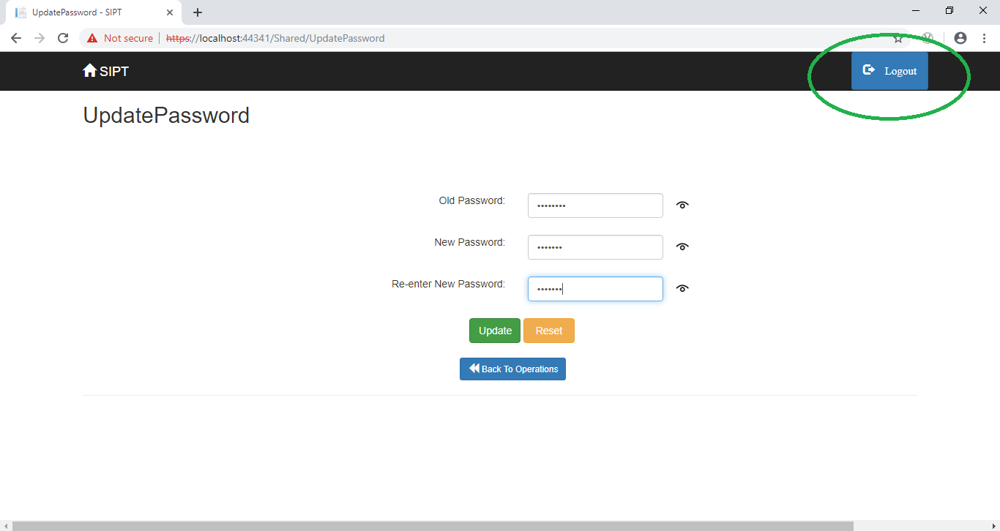 UpdatePassword - SIPT
Not secure | https://localhost:44341/Shared/UpdatePassword
SIPT
Logout
UpdatePassword
Old Password: ••••••••
New Password: •••••••
Re-enter New Password: •••••••
Update Reset
Back To Operations